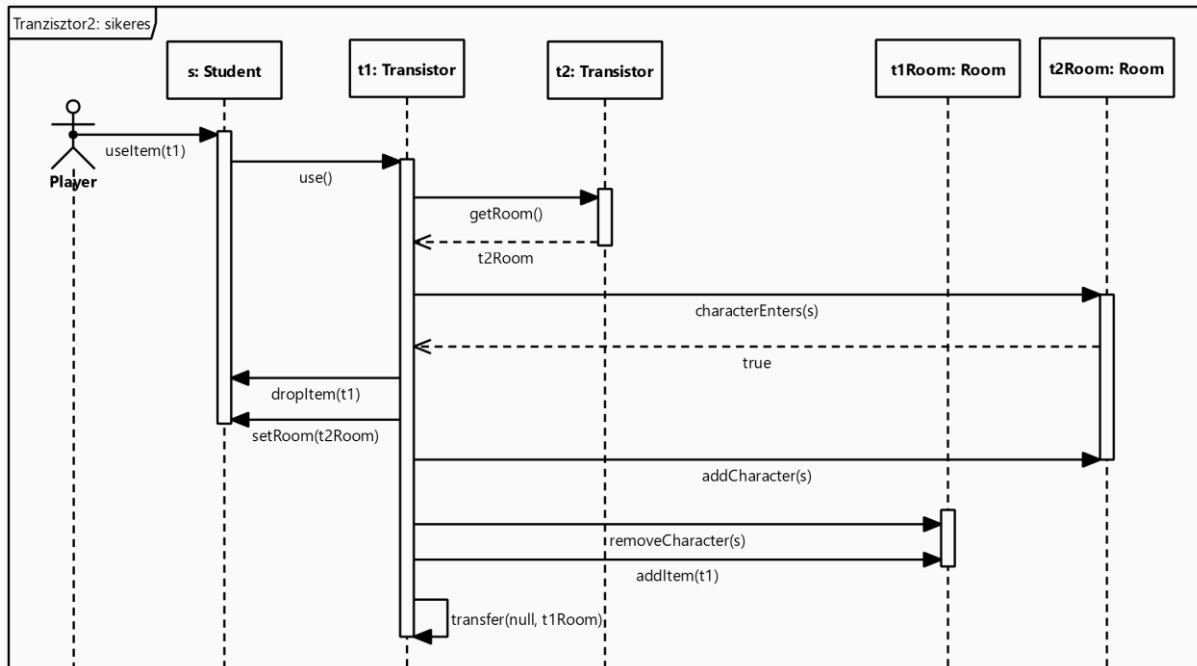 Tranzisztor2: sikeres
s: Student
t1: Transistor
t2: Transistor
t1Room: Room
t2Room: Room
Player
useItem(t1)
use()
getRoom()
t2Room
characterEnters(s)
true
dropItem(t1)
setRoom(t2Room)
addCharacter(s)
removeCharacter(s)
addItem(t1)
transfer(null, t1Room)